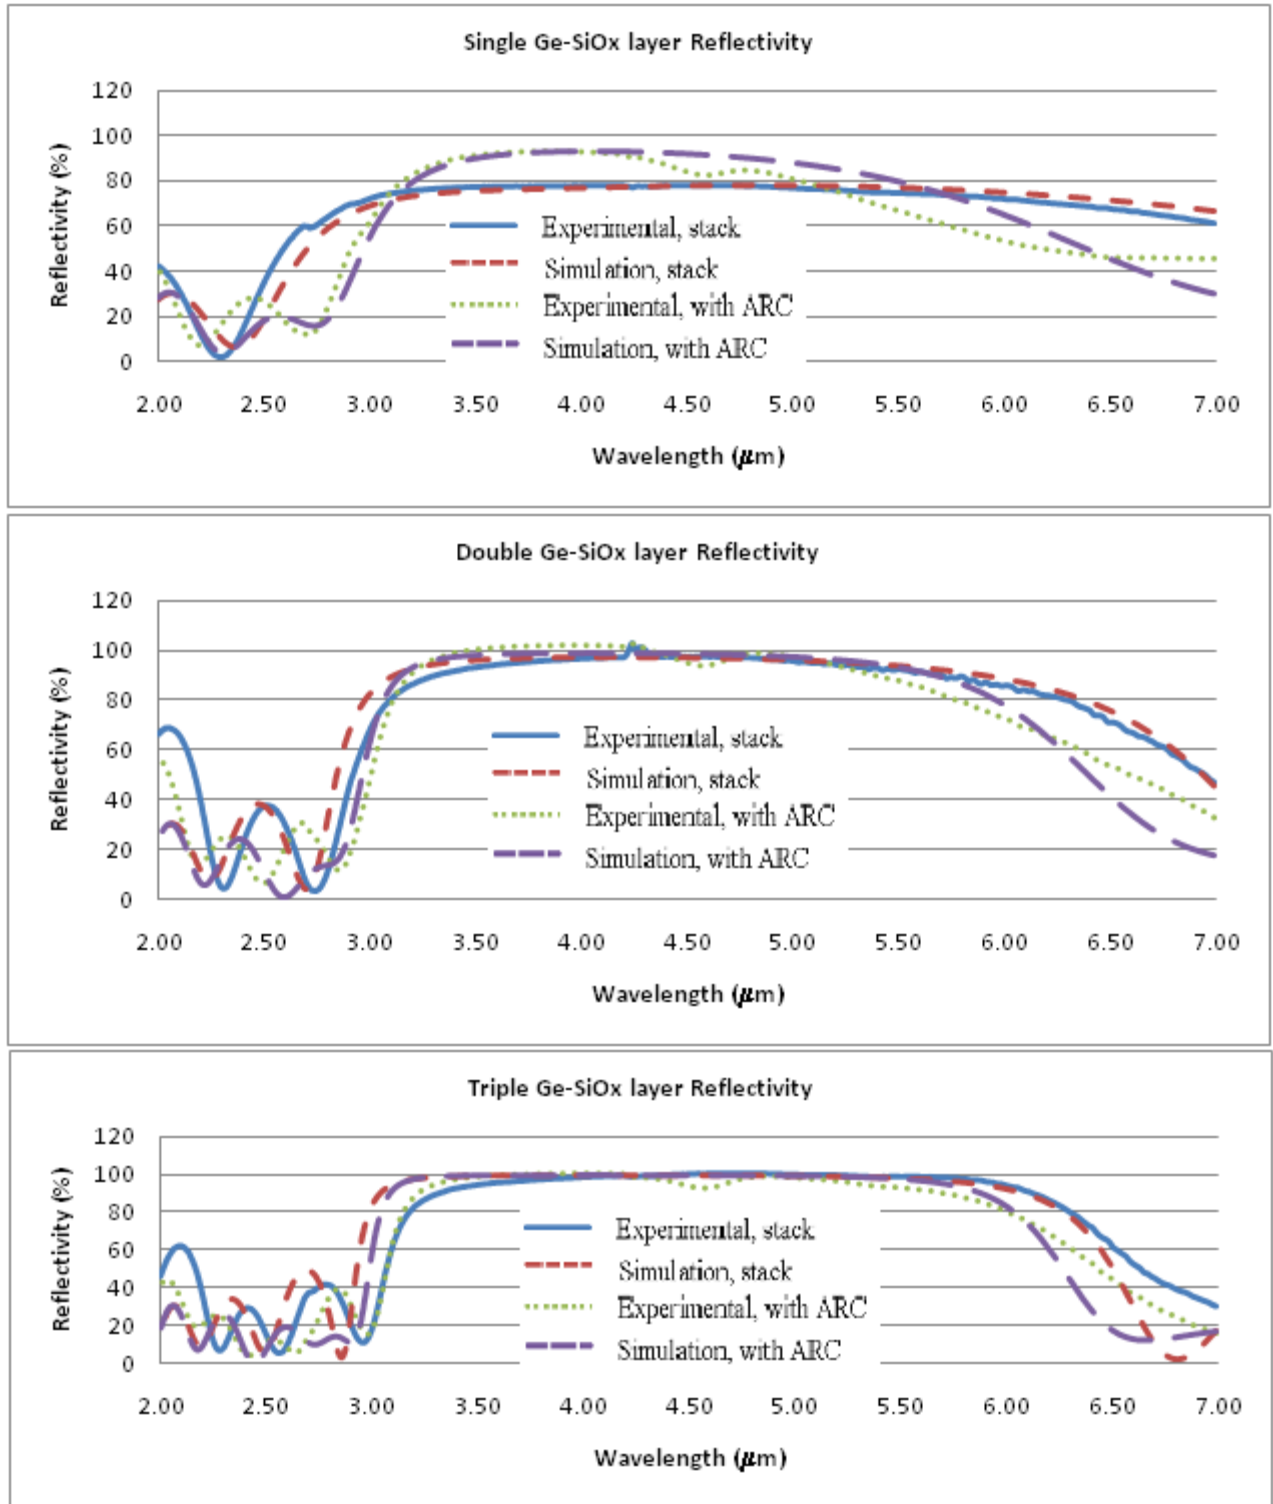 Single Ge-SiOx layer Reflectivity
120
100
80
60
40
20
0
Reflectivity (%)
Experimental, stack
Simulation, stack
Experimental, with ARC
Simulation, with ARC
2.00 2.50 3.00 3.50 4.00 4.50 5.00 5.50 6.00 6.50 7.00
Wavelength (μm)
Double Ge-SiOx layer Reflectivity
120
100
80
60
40
20
0
Reflectivity (%)
Experimental, stack
Simulation, stack
Experimental, with ARC
Simulation, with ARC
2.00 2.50 3.00 3.50 4.00 4.50 5.00 5.50 6.00 6.50 7.00
Wavelength (μm)
Triple Ge-SiOx layer Reflectivity
120
100
80
60
40
20
0
Reflectivity (%)
Experimental, stack
Simulation, stack
Experimental, with ARC
Simulation, with ARC
2.00 2.50 3.00 3.50 4.00 4.50 5.00 5.50 6.00 6.50 7.00
Wavelength (μm)